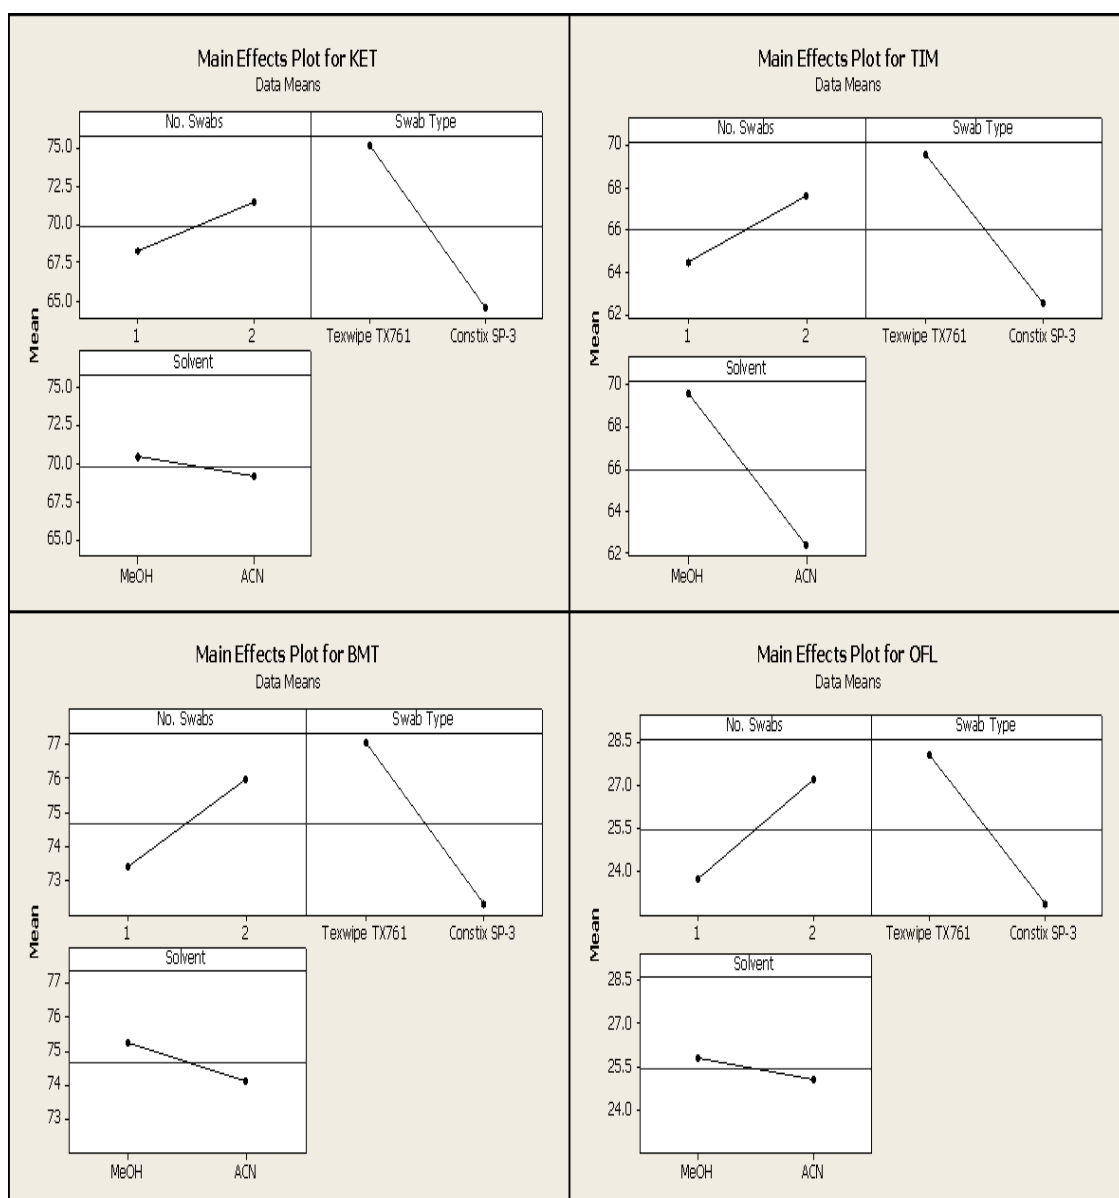 Main Effects Plot for KET
Data Means
No. Swabs
Swab Type
75.0
72.5
70.0
67.5
65.0
1
2
Texwipe TX761
Constix SP-3
Mean
Solvent
75.0
72.5
70.0
67.5
65.0
MeOH
ACN
Main Effects Plot for TIM
Data Means
No. Swabs
Swab Type
70
68
66
64
62
1
2
Texwipe TX761
Constix SP-3
Mean
Solvent
70
68
66
64
62
MeOH
ACN
Main Effects Plot for BMT
Data Means
No. Swabs
Swab Type
77
76
75
74
73
1
2
Texwipe TX761
Constix SP-3
Mean
Solvent
77
76
75
74
73
MeOH
ACN
Main Effects Plot for OFL
Data Means
No. Swabs
Swab Type
28.5
27.0
25.5
24.0
1
2
Texwipe TX761
Constix SP-3
Mean
Solvent
28.5
27.0
25.5
24.0
MeOH
ACN